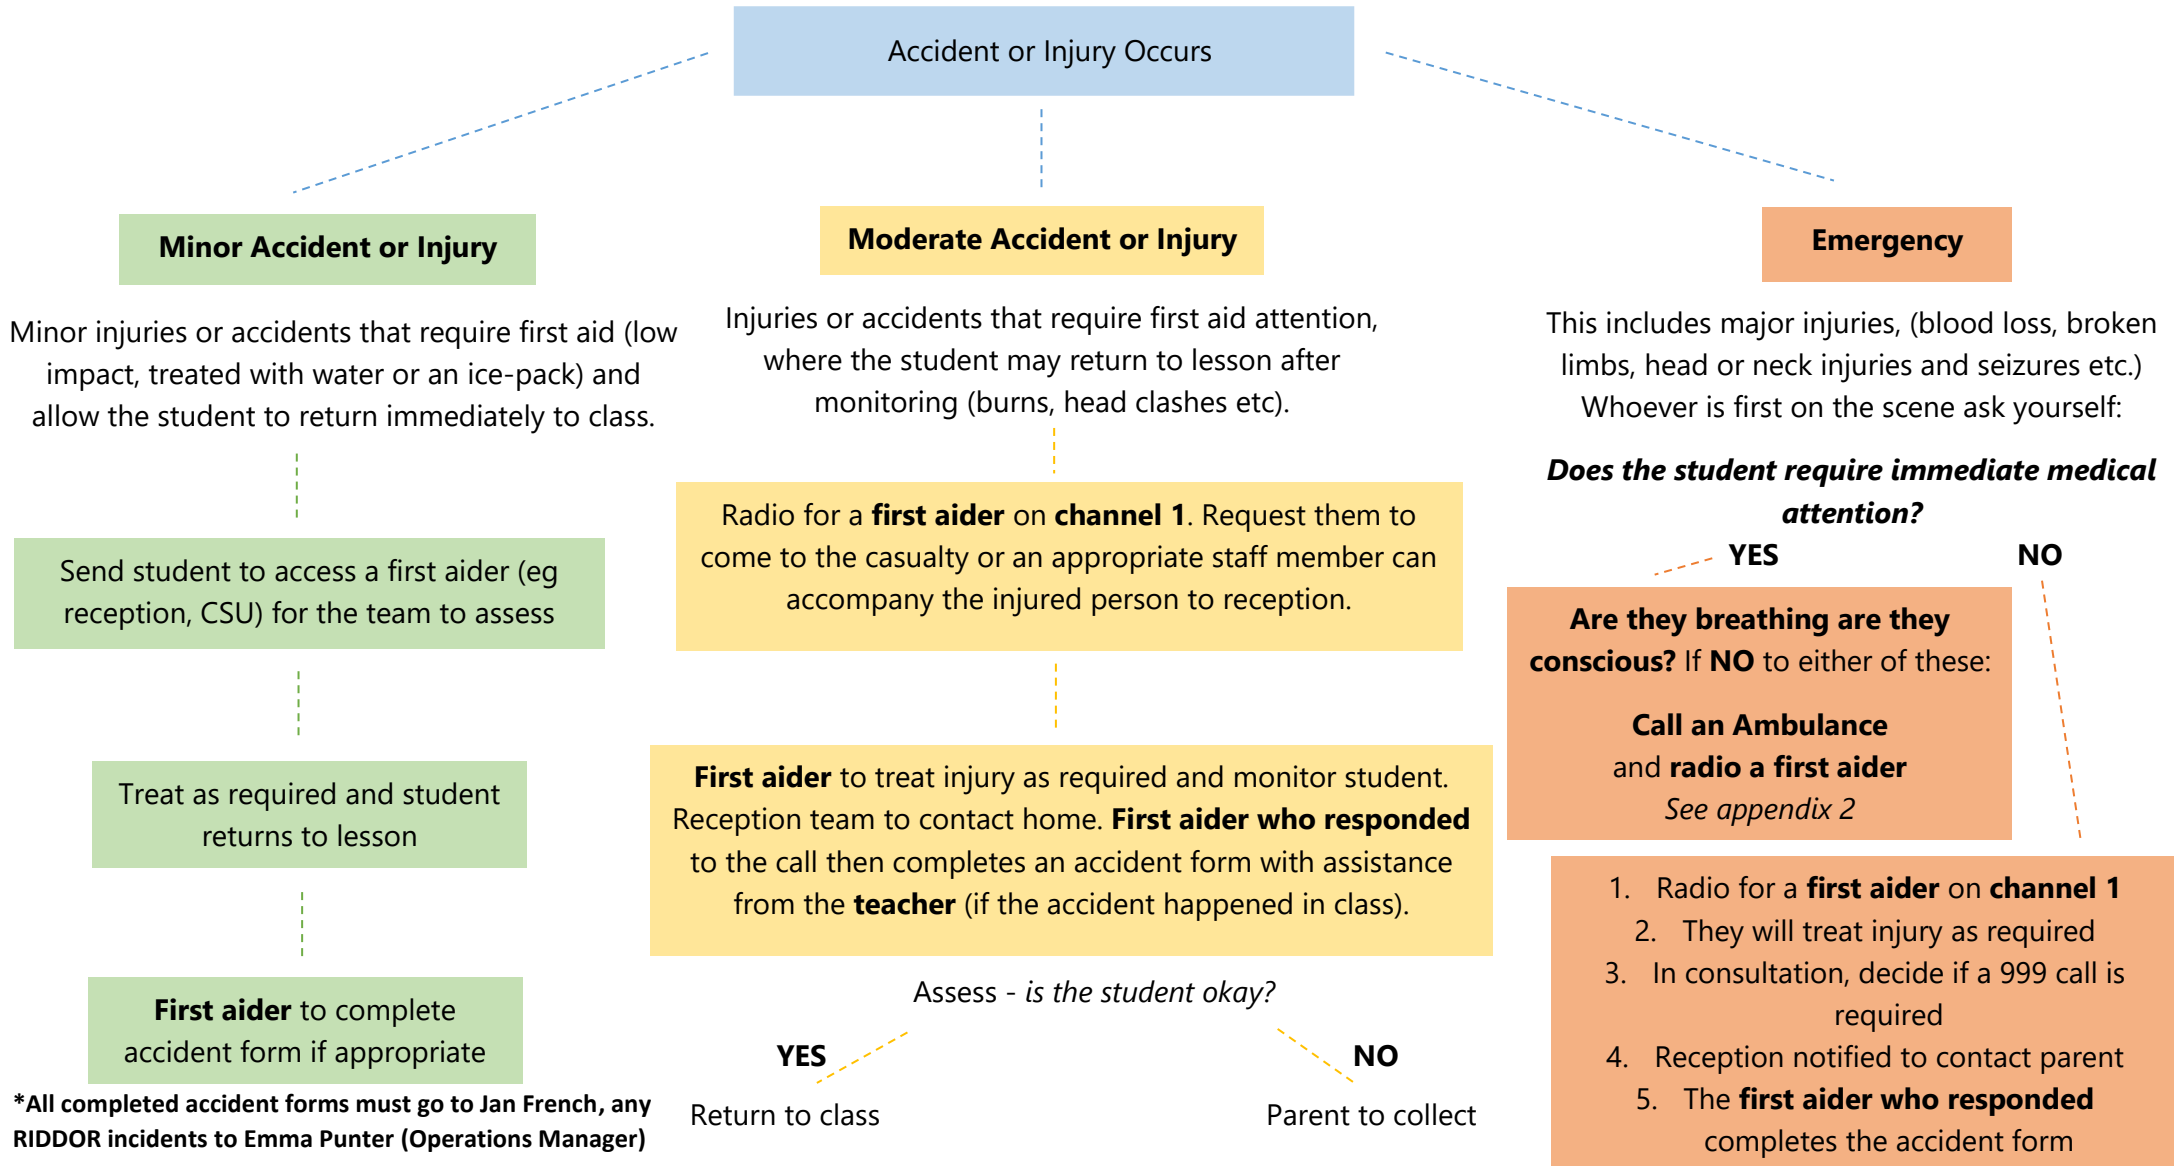 Accident or Injury Occurs
Minor Accident or Injury
Minor injuries or accidents that require first aid (low
impact, treated with water or an ice-pack) and
allow the student to return immediately to class.
Send student to access a first aider (eg
reception, CSU) for the team to assess
Treat as required and student
returns to lesson
First aider to complete
accident form if appropriate
*All completed accident forms must go to Jan French, any
RIDDOR incidents to Emma Punter (Operations Manager)
Moderate Accident or Injury
Injuries or accidents that require first aid attention,
where the student may return to lesson after
monitoring (burns, head clashes etc).
Radio for a first aider on channel 1. Request them to
come to the casualty or an appropriate staff member can
accompany the injured person to reception.
First aider to treat injury as required and monitor student.
Reception team to contact home. First aider who responded
to the call then completes an accident form with assistance
from the teacher (if the accident happened in class).
Assess - is the student okay?
YES
NO
Return to class
Parent to collect
Emergency
This includes major injuries, (blood loss, broken
limbs, head or neck injuries and seizures etc.)
Whoever is first on the scene ask yourself:
Does the student require immediate medical
attention?
YES
NO
Are they breathing are they
conscious? If NO to either of these:
Call an Ambulance
and radio a first aider
See appendix 2
1. Radio for a first aider on channel 1
2. They will treat injury as required
3. In consultation, decide if a 999 call is
required
4. Reception notified to contact parent
5. The first aider who responded
completes the accident form